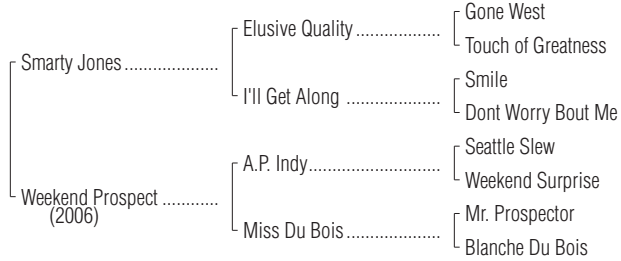 Gone West
Elusive Quality ..................
Touch of Greatness
Smarty Jones ....................
Smile
I'll Get Along ....................
Dont Worry Bout Me
Seattle Slew
A.P. Indy............................
Weekend Surprise
Weekend Prospect ............
(2006)
Mr. Prospector
Miss Du Bois ....................
Blanche Du Bois